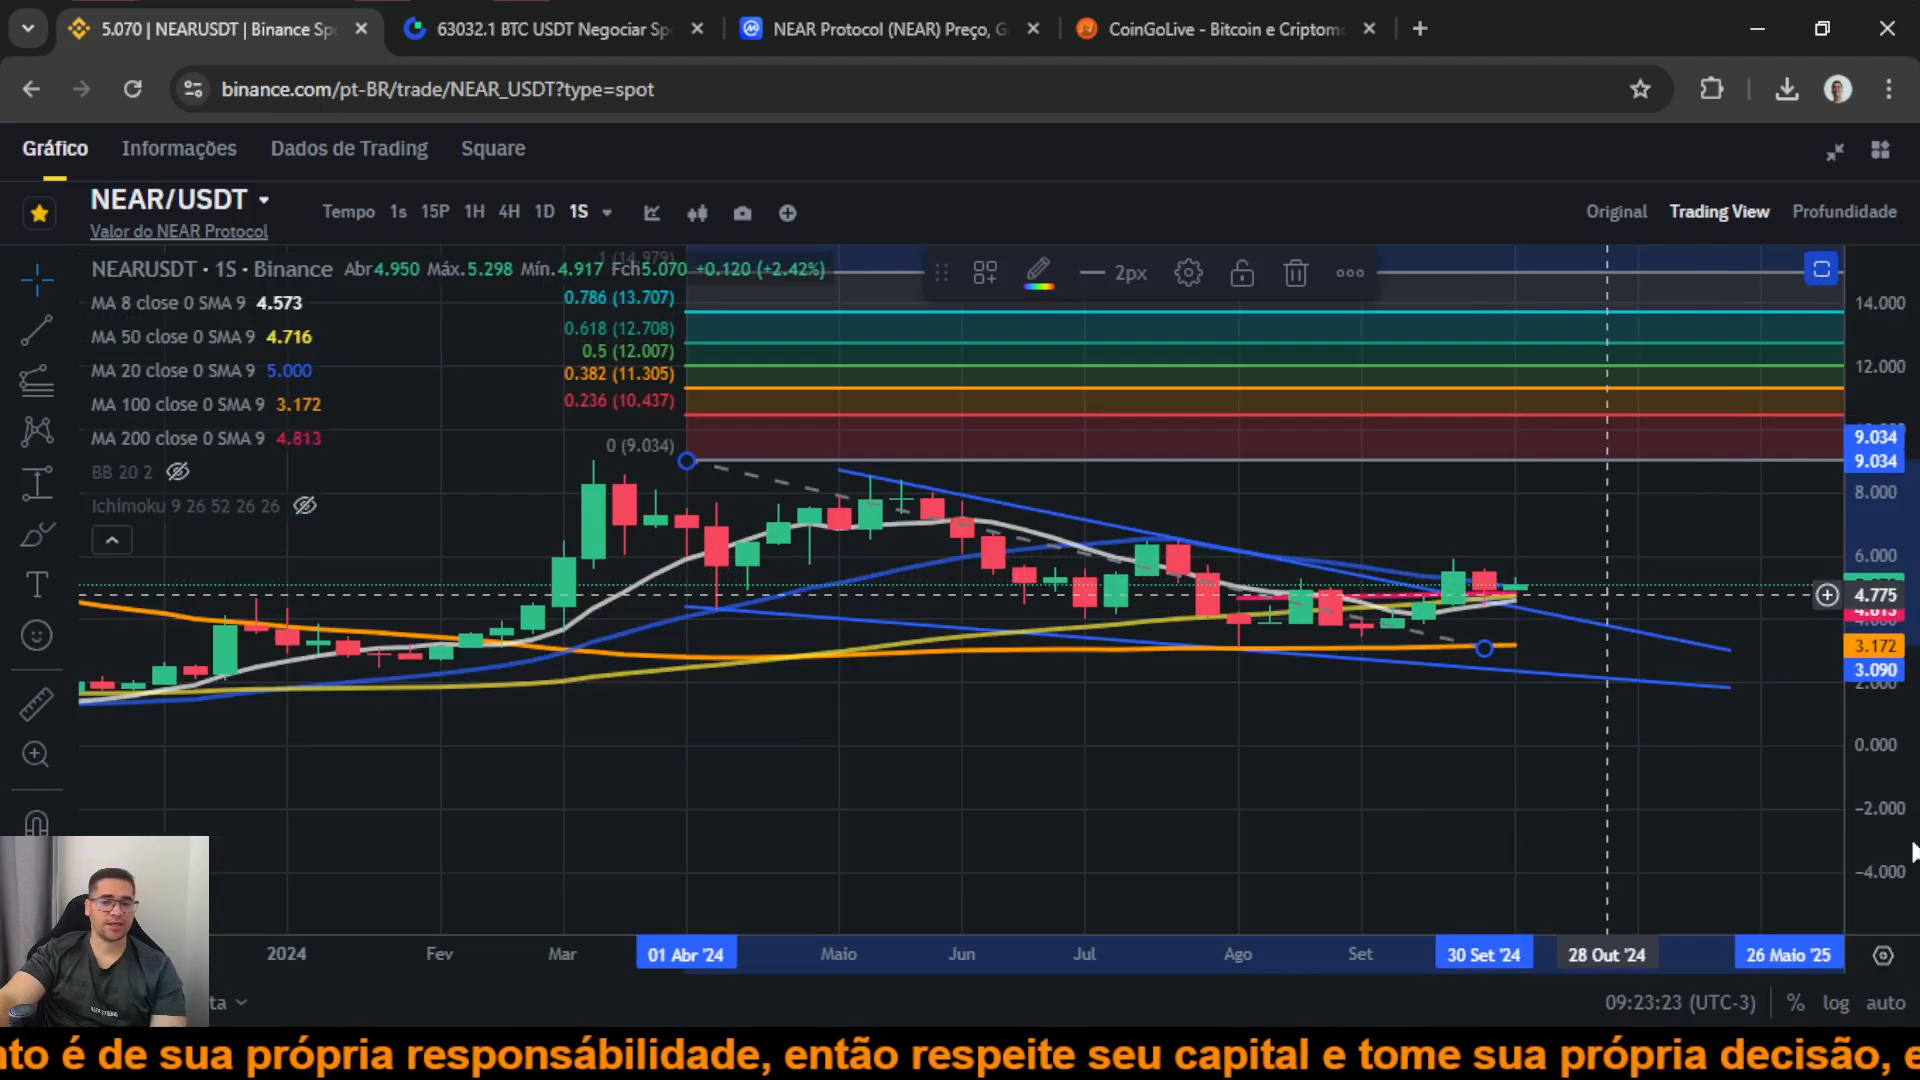 5.070 | NEARUSDT | Binance Sp
63032.1 BTC USDT Negociar Sp
NEAR Protocol (NEAR) Preço, G
CoinGoLive - Bitcoin e Criptom
binance.com/pt-BR/trade/NEAR_USDT?type=spot
Gráfico Informações Dados de Trading Square
NEAR/USDT
Valor do NEAR Protocol
Tempo 1s 15P 1H 4H 1D 1S
Original Trading View Profundidade
NEARUSDT · 1S · Binance Abr4.950 Máx.5.298 Mín.4.917 Fch5.070 +0.120 (+2.42%)
MA 8 close 0 SMA 9 4.573
MA 50 close 0 SMA 9 4.716
MA 20 close 0 SMA 9 5.000
MA 100 close 0 SMA 9 3.172
MA 200 close 0 SMA 9 4.813
BB 20 2
Ichimoku 9 26 52 26 26
1 (14.979)
0.786 (13.707)
0.618 (12.708)
0.5 (12.007)
0.382 (11.305)
0.236 (10.437)
0 (9.034)
2px
14.000
12.000
9.034
9.034
8.000
6.000
4.775
4.813
3.172
3.090
2.000
0.000
−2.000
−4.000
2024 Fev Mar 01 Abr '24 Maio Jun Jul Ago Set 30 Set '24 28 Out '24 26 Maio '25
ta
09:23:23 (UTC-3) % log auto
nto é de sua própria responsábilidade, então respeite seu capital e tome sua própria decisão, e